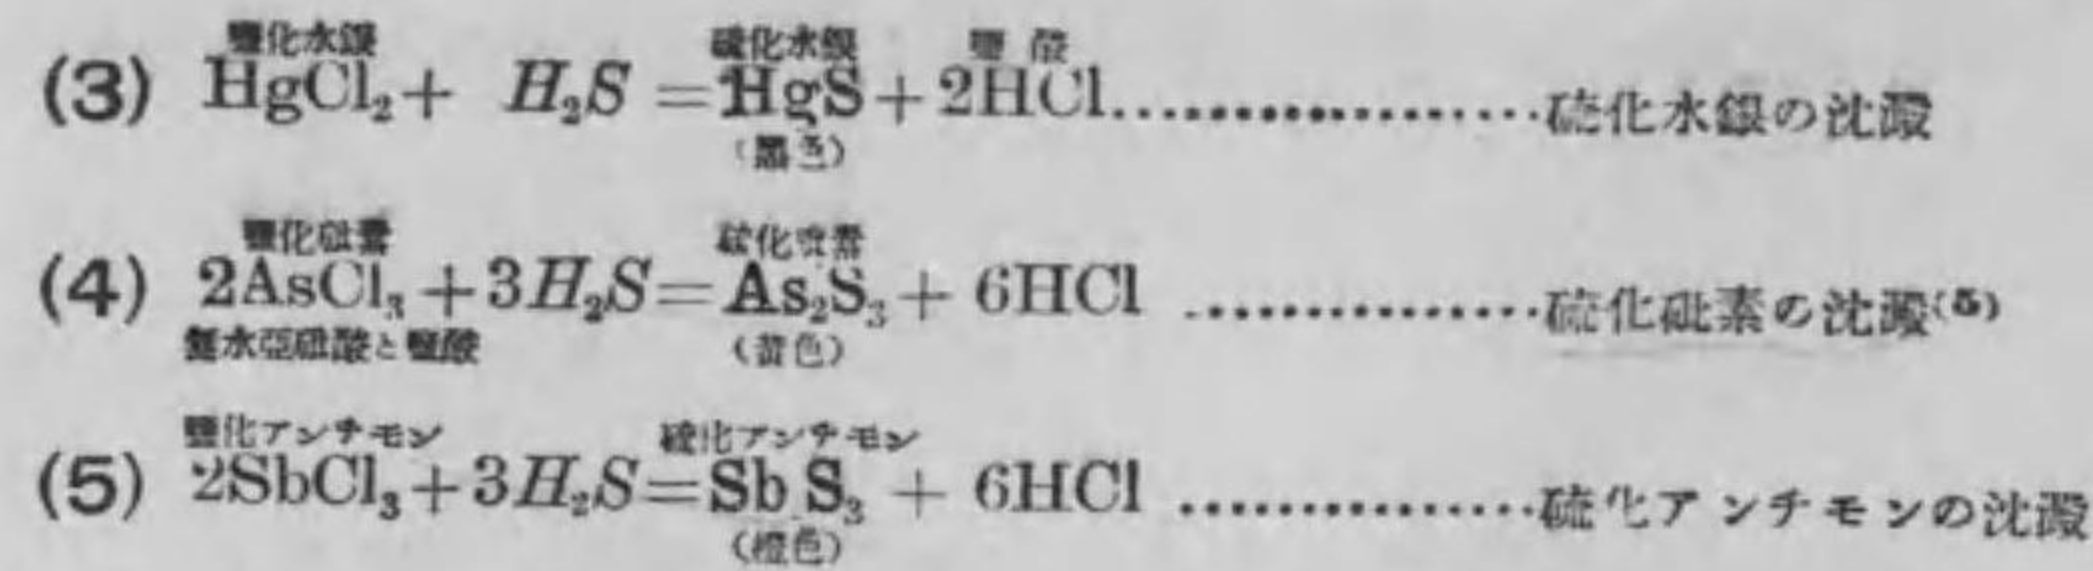 鹽化水銀 硫化水銀 鹽酸
(3) HgCl₂+ H₂S =HgS+2HCl………………硫化水銀の沈澱
(黑色)
鹽化砒素 硫化砒素
(4) 2AsCl₃+3H₂S=As₂S₃+ 6HCl ……………硫化砒素の沈澱(5)
無水亞砒酸と鹽酸 (黃色)
鹽化アンチモン 硫化アンチモン
(5) 2SbCl₃+3H₂S=Sb S₃ + 6HCl ……………硫化アンチモンの沈澱
(橙色)